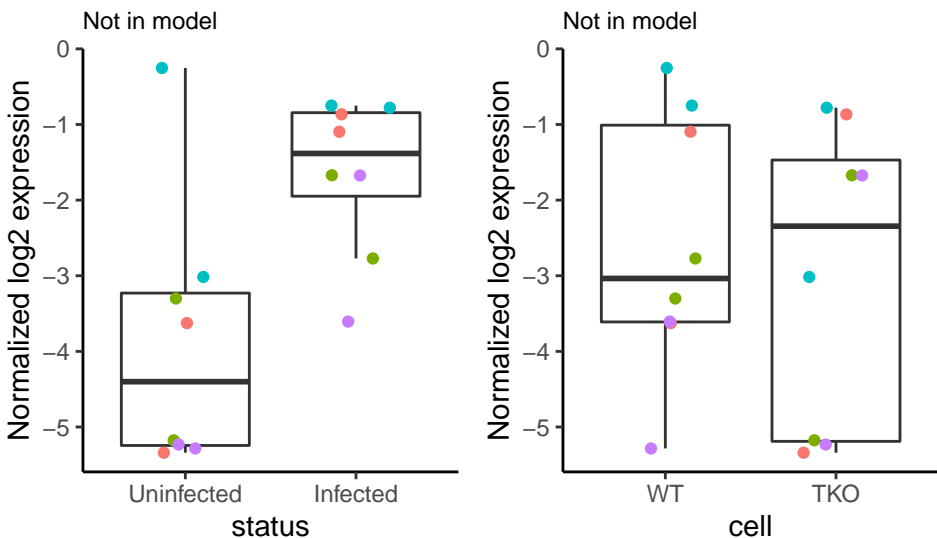 Not in model
Normalized log2 expression
0
−1
−2
−3
−4
−5
Uninfected
Infected
status
Not in model
Normalized log2 expression
0
−1
−2
−3
−4
−5
WT
TKO
cell